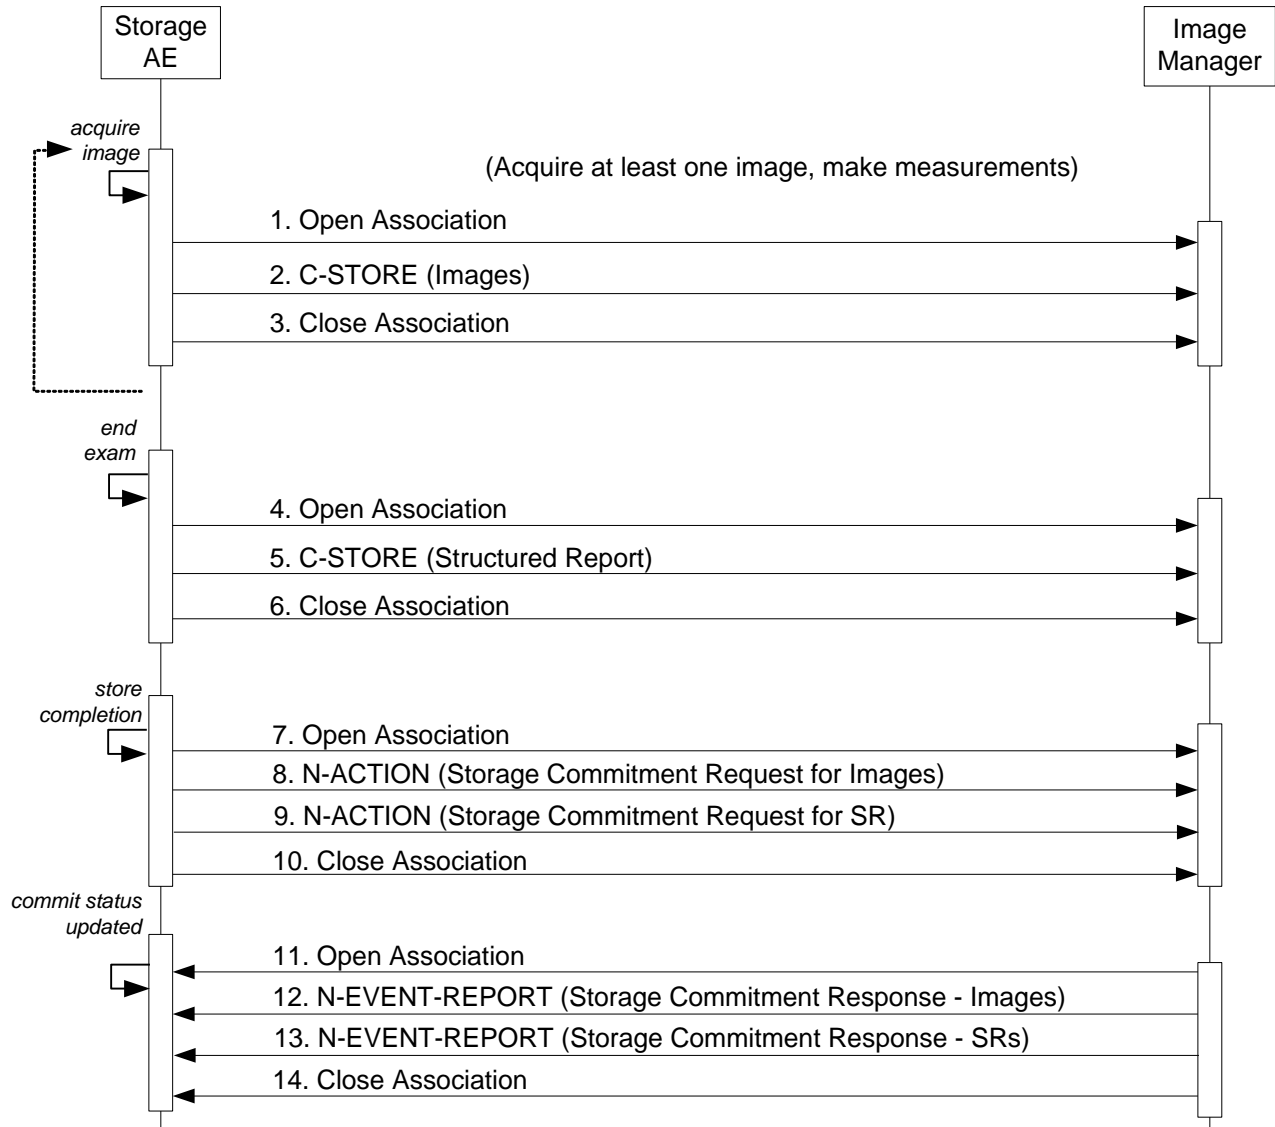 Storage
AE
Image
Manager
acquire
image
(Acquire at least one image, make measurements)
1. Open Association
2. C-STORE (Images)
3. Close Association
end
exam
4. Open Association
5. C-STORE (Structured Report)
6. Close Association
store
completion
7. Open Association
8. N-ACTION (Storage Commitment Request for Images)
9. N-ACTION (Storage Commitment Request for SR)
10. Close Association
commit status
updated
11. Open Association
12. N-EVENT-REPORT (Storage Commitment Response - Images)
13. N-EVENT-REPORT (Storage Commitment Response - SRs)
14. Close Association